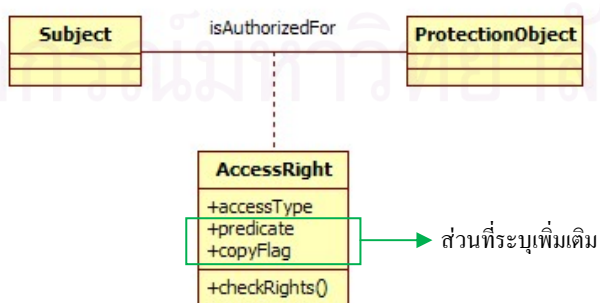 Subject
isAuthorizedFor
ProtectionObject
AccessRight
+accessType
+predicate
+copyFlag
ส่วนที่ระบุเพิ่มเติม
+checkRights()